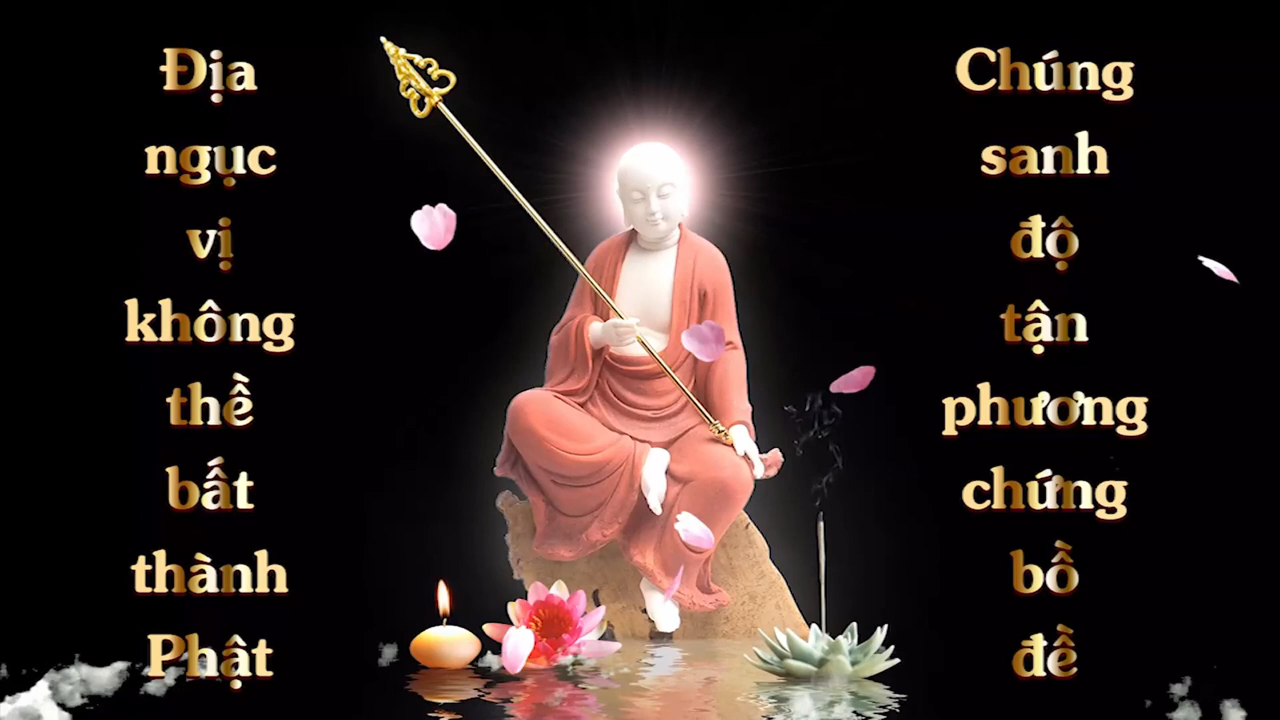 Địa
ngục
vị
không
thề
bất
thành
Phật
Chúng
sanh
độ
tận
phương
chứng
bồ
đề